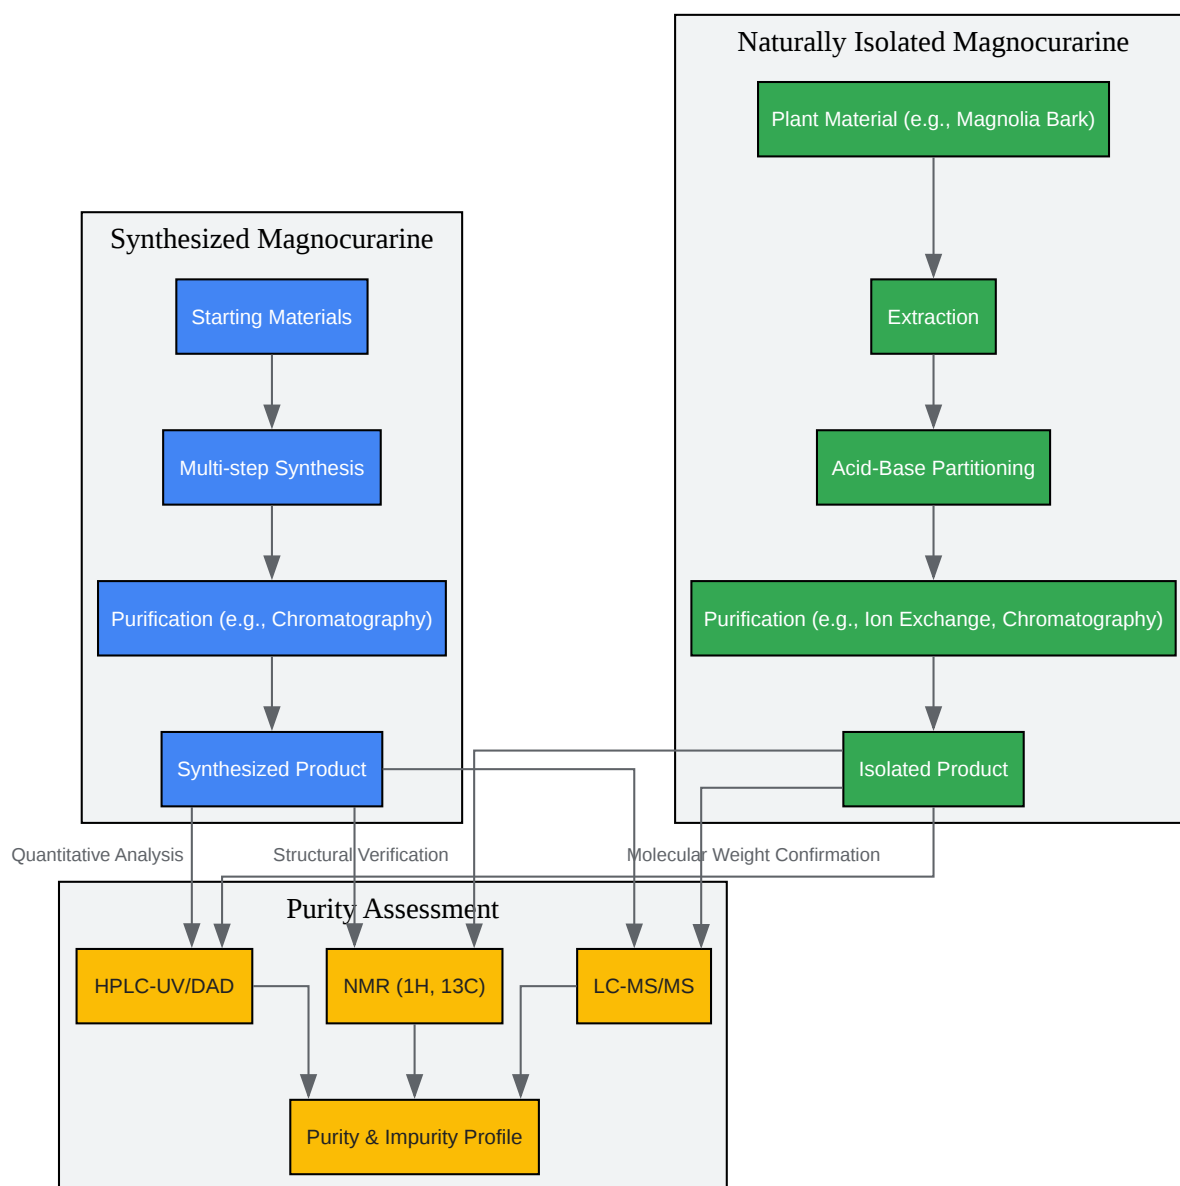 Naturally Isolated Magnocurarine
Plant Material (e.g., Magnolia Bark)
Extraction
Acid-Base Partitioning
Purification (e.g., Ion Exchange, Chromatography)
Isolated Product
Synthesized Magnocurarine
Starting Materials
Multi-step Synthesis
Purification (e.g., Chromatography)
Synthesized Product
Quantitative Analysis
Structural Verification
Molecular Weight Confirmation
Purity Assessment
HPLC-UV/DAD
NMR (1H, 13C)
LC-MS/MS
Purity & Impurity Profile